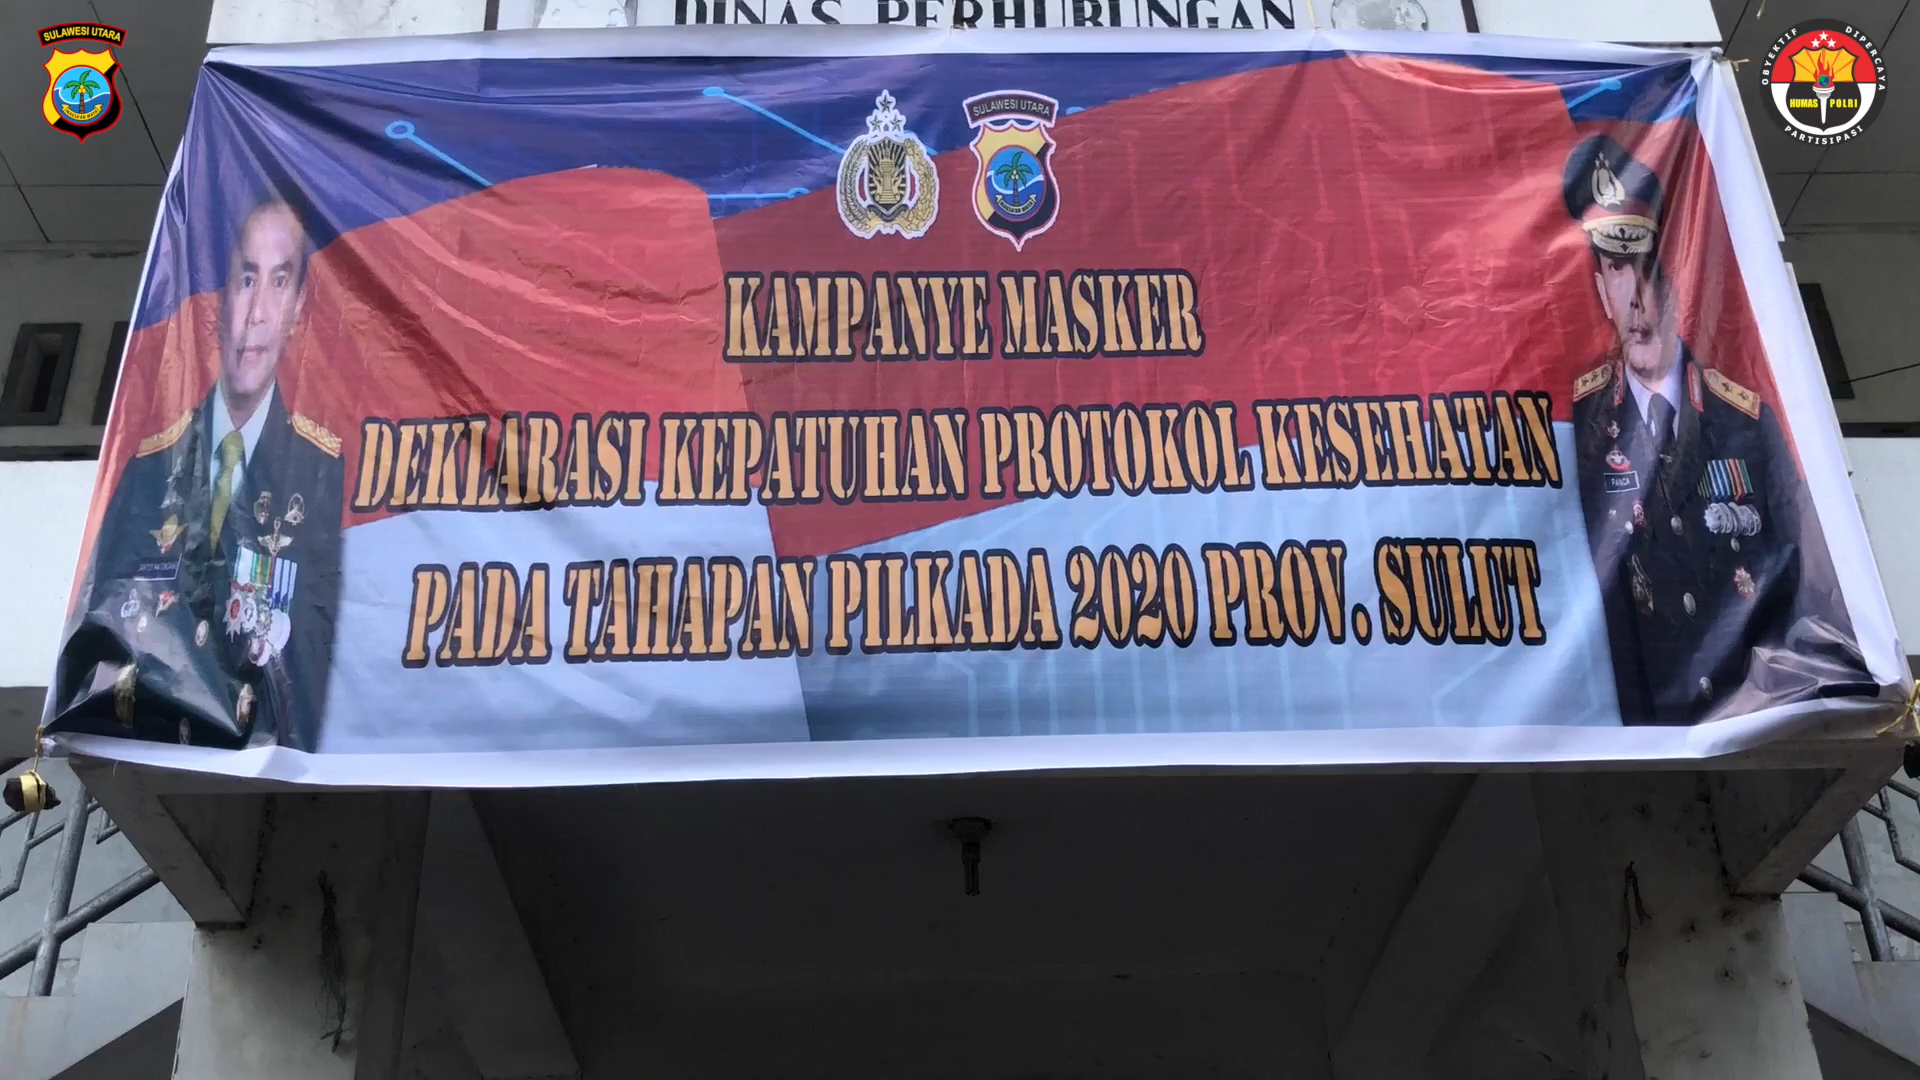 DINAS PERHUBUNGAN
SULAWESI UTARA
OBYEKTIF DIPERCAYA
HUMAS POLRI
PARTISIPASI
SULAWESI UTARA
KAMPANYE MASKER
DEKLARASI KEPATUHAN PROTOKOL KESEHATAN
PADA TAHAPAN PILKADA 2020 PROV. SULUT
PANCA